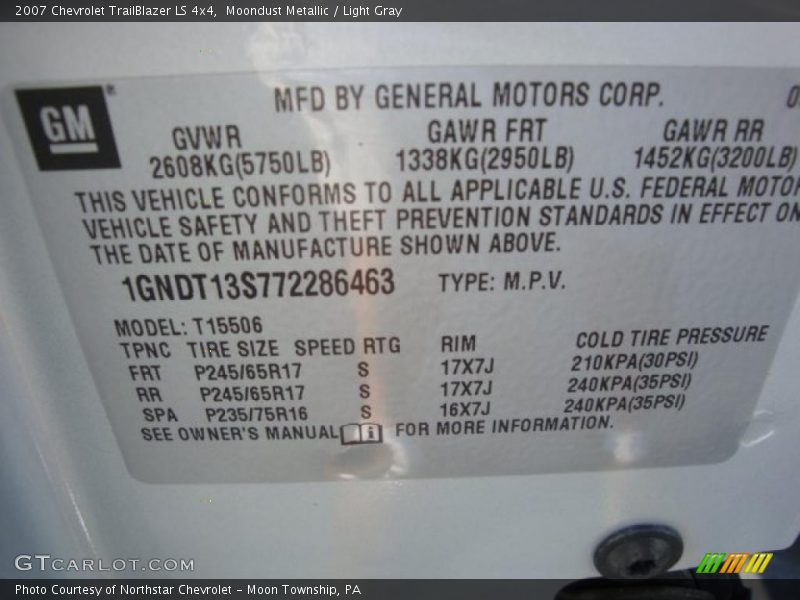 2007 Chevrolet TrailBlazer LS 4x4, Moondust Metallic / Light Gray
GM
MFD BY GENERAL MOTORS CORP.
GVWR GAWR FRT GAWR RR
2608KG(5750LB) 1338KG(2950LB) 1452KG(3200LB)
THIS VEHICLE CONFORMS TO ALL APPLICABLE U.S. FEDERAL MOTOR
VEHICLE SAFETY AND THEFT PREVENTION STANDARDS IN EFFECT ON
THE DATE OF MANUFACTURE SHOWN ABOVE.
1GNDT13S772286463 TYPE: M.P.V.
MODEL: T15506
TPNC TIRE SIZE SPEED RTG RIM COLD TIRE PRESSURE
FRT P245/65R17 S 17X7J 210KPA(30PSI)
RR P245/65R17 S 17X7J 240KPA(35PSI)
SPA P235/75R16 S 16X7J 240KPA(35PSI)
SEE OWNER'S MANUAL i FOR MORE INFORMATION.
GTCARLOT.COM
Photo Courtesy of Northstar Chevrolet - Moon Township, PA